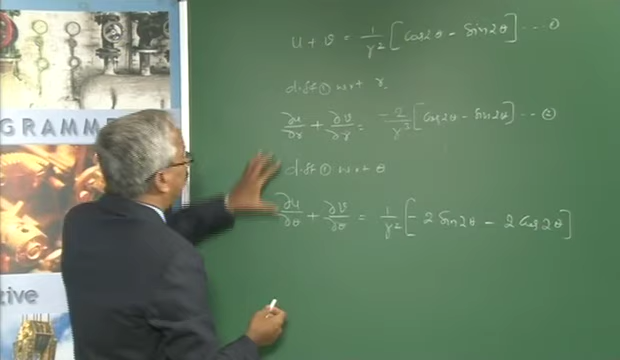 u + v = 1/r² [cos2θ - sin2θ] --- ①
diff ① w.r.t r.
∂u/∂r + ∂v/∂r = -2/r³ [cos2θ - sin2θ] --- ②
GRAMME
diff ① w.r.t θ
∂u/∂θ + ∂v/∂θ = 1/r² [-2 sin2θ - 2 cos2θ]
tive